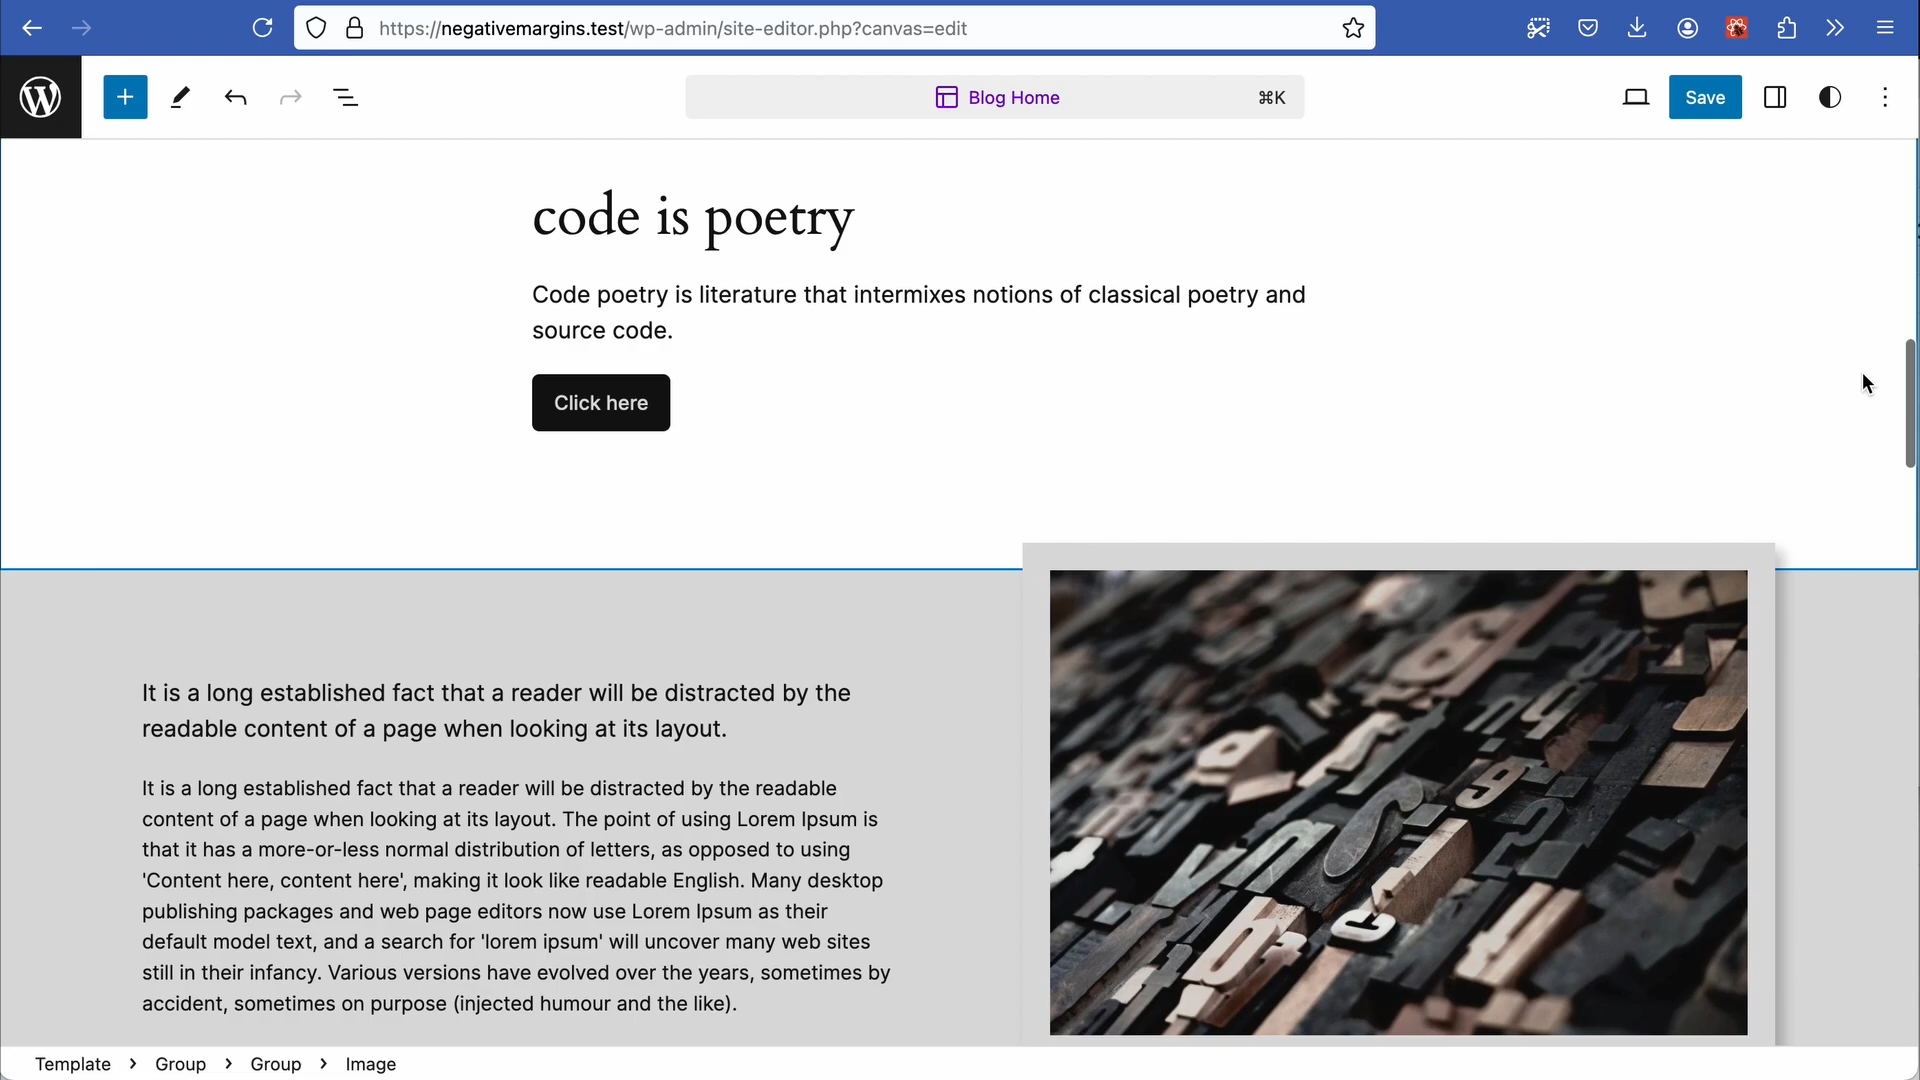 https://negativemargins.test/wp-admin/site-editor.php?canvas=edit
Blog Home ⌘K
Save
code is poetry
Code poetry is literature that intermixes notions of classical poetry and
source code.
Click here
It is a long established fact that a reader will be distracted by the
readable content of a page when looking at its layout.
It is a long established fact that a reader will be distracted by the readable
content of a page when looking at its layout. The point of using Lorem Ipsum is
that it has a more-or-less normal distribution of letters, as opposed to using
'Content here, content here', making it look like readable English. Many desktop
publishing packages and web page editors now use Lorem Ipsum as their
default model text, and a search for 'lorem ipsum' will uncover many web sites
still in their infancy. Various versions have evolved over the years, sometimes by
accident, sometimes on purpose (injected humour and the like).
Template > Group > Group > Image